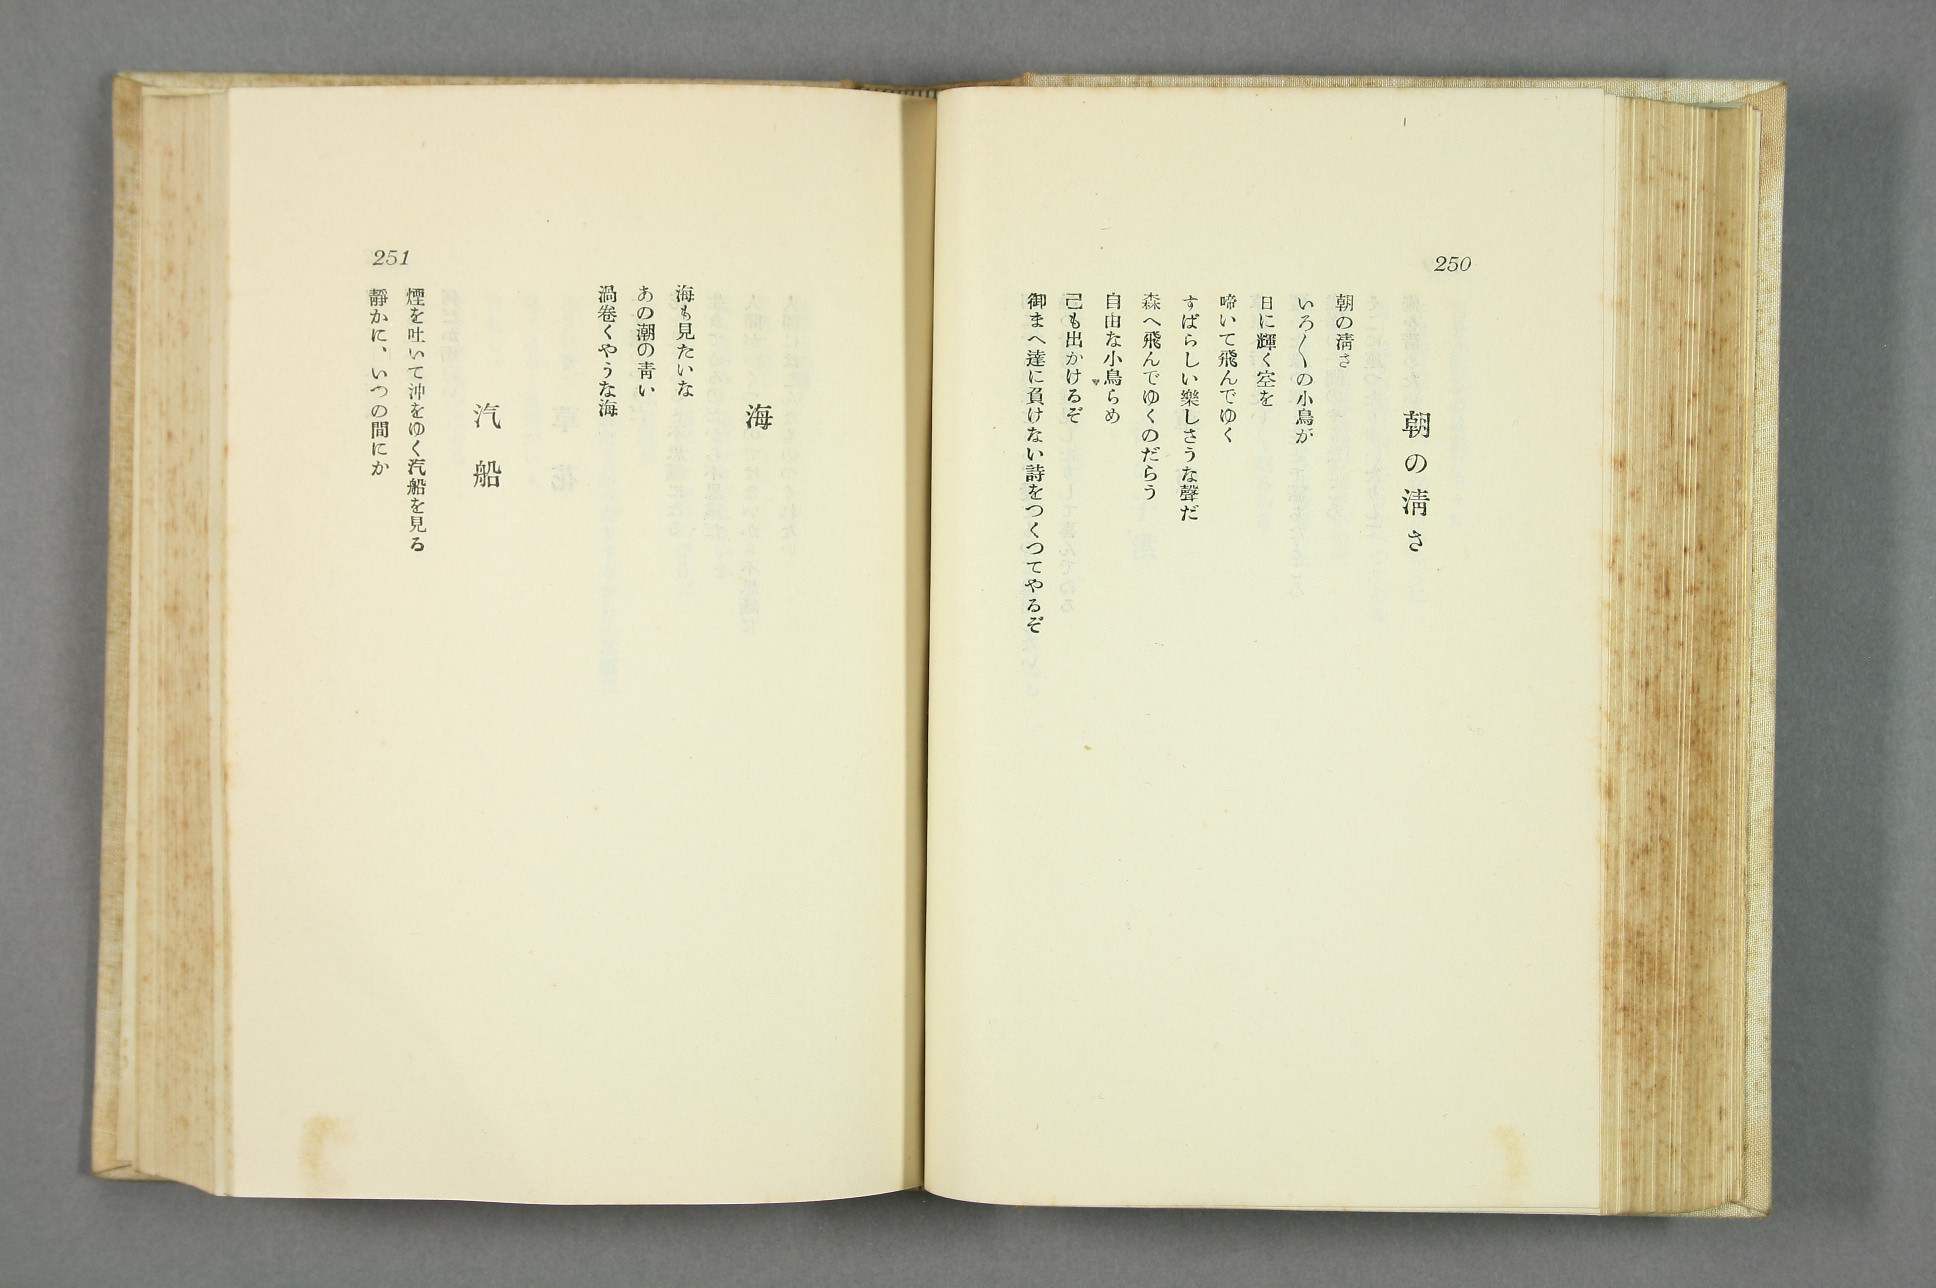 250
朝の淸さ
朝の淸さ
いろ〳〵の小鳥が
日に輝く空を
啼いて飛んでゆく
すばらしい樂しさうな聲だ
森へ飛んでゆくのだらう
自由な小鳥らめ
己も出かけるぞ
御まへ達に負けない詩をつくつてやるぞ
251
海
海も見たいな
あの潮の靑い
渦卷くやうな海
汽船
煙を吐いて沖をゆく汽船を見る
靜かに、いつの間にか